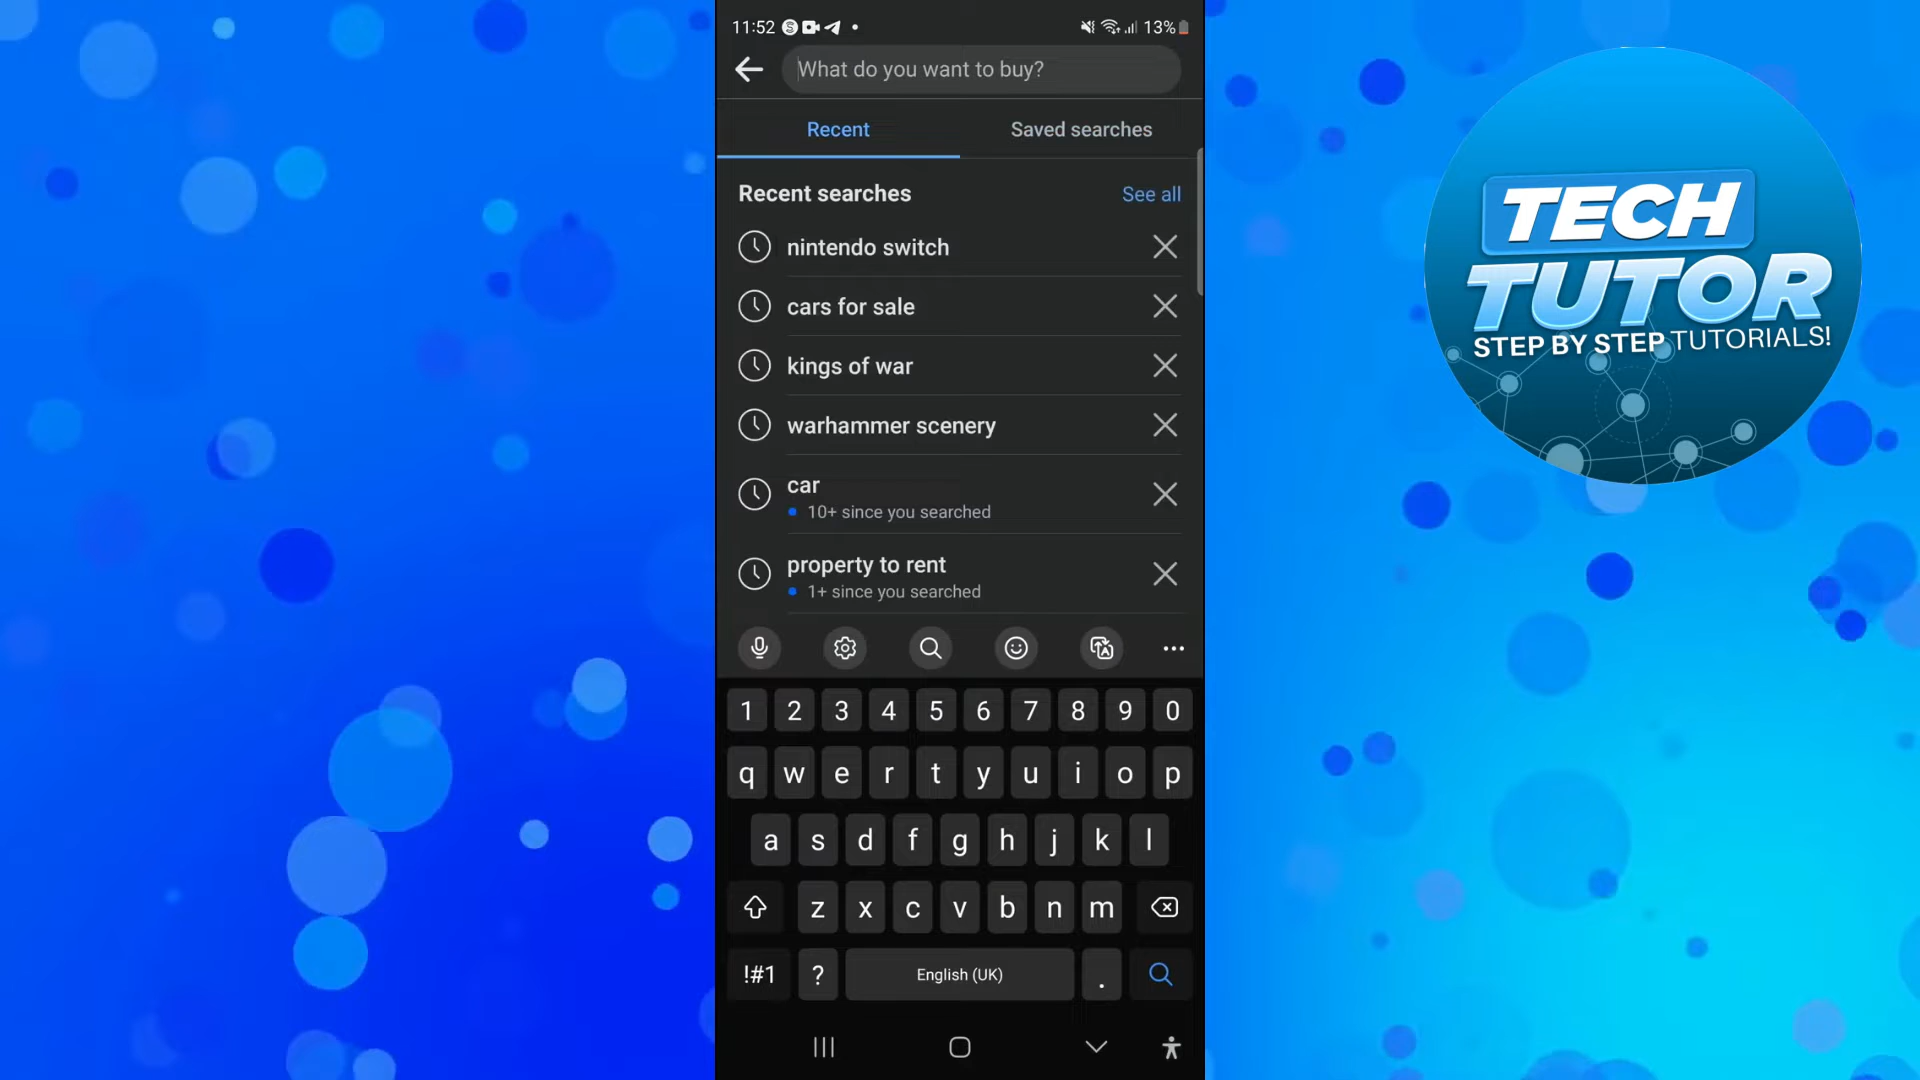 11:52
13%
What do you want to buy?
Recent
Saved searches
Recent searches
See all
nintendo switch
cars for sale
kings of war
warhammer scenery
car
10+ since you searched
property to rent
1+ since you searched
1 2 3 4 5 6 7 8 9 0
q w e r t y u i o p
a s d f g h j k l
z x c v b n m
!#1 ? English (UK) .
TECH
TUTOR
STEP BY STEP TUTORIALS!